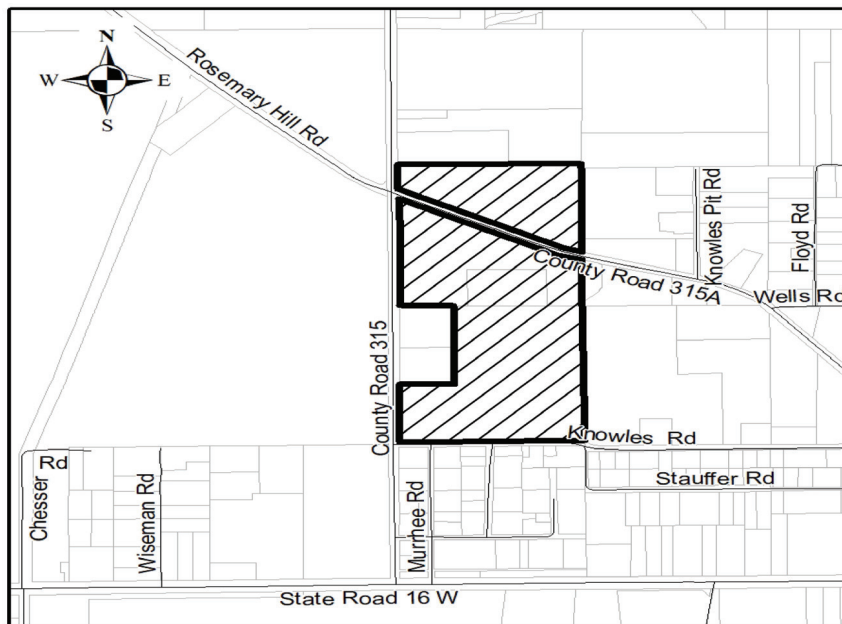 N
W E
S
Rosemary Hill Rd
Knowles Pit Rd
Floyd Rd
County Road 315A
Wells Rd
County Road 315
Knowles Rd
Chesser Rd
Wiseman Rd
Murrhee Rd
Stauffer Rd
State Road 16 W